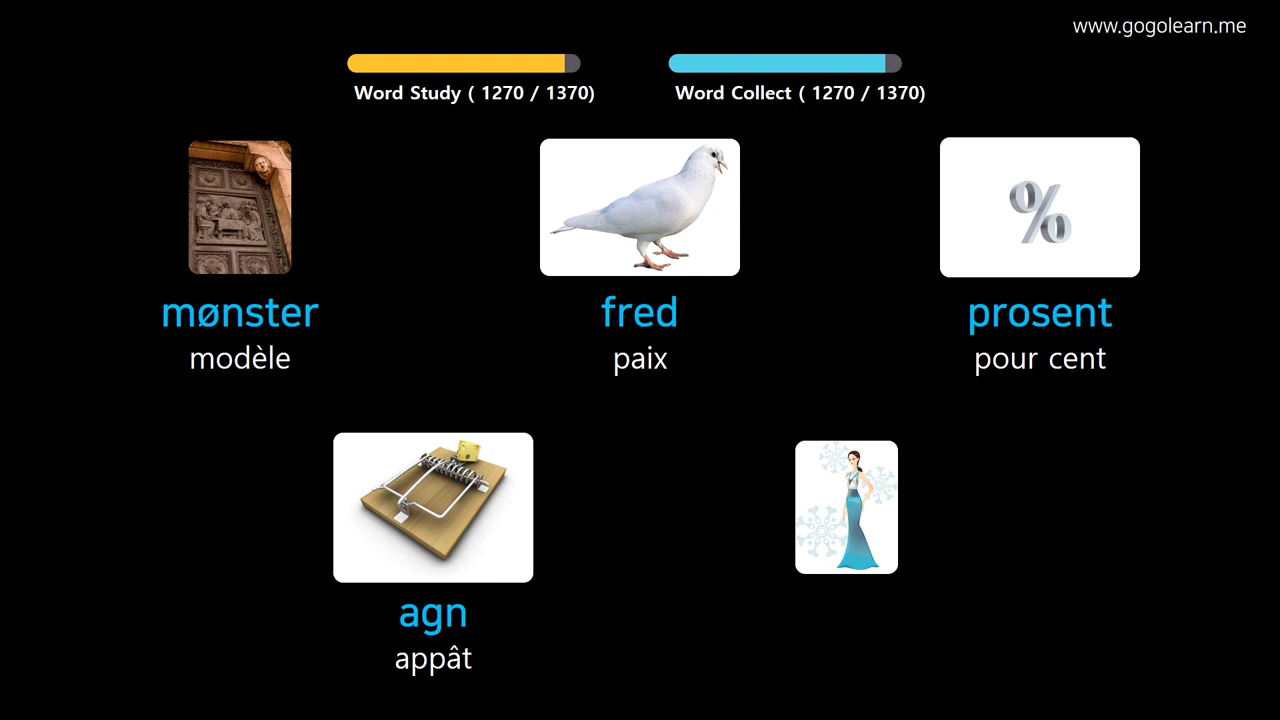 www.gogolearn.me
Word Study ( 1270 / 1370)
Word Collect ( 1270 / 1370)
mønster
modèle
fred
paix
prosent
pour cent
%
agn
appât